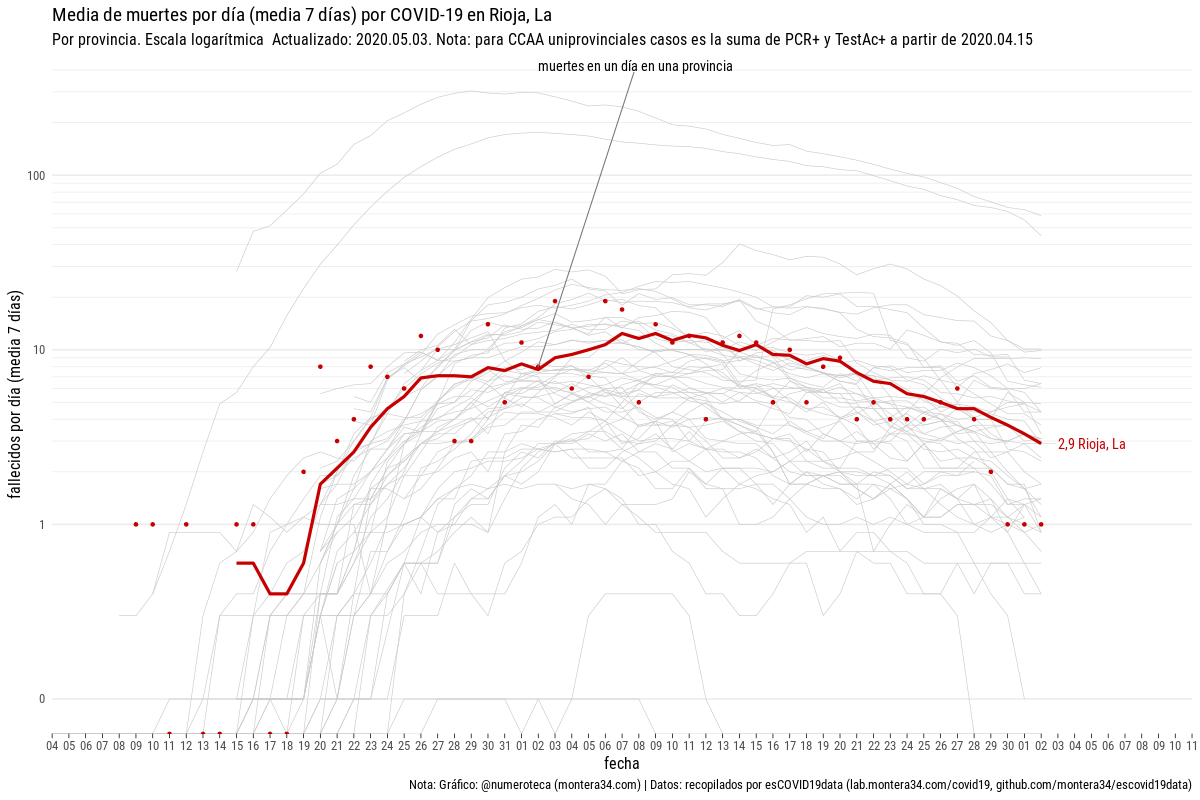 Media de muertes por día (media 7 días) por COVID-19 en Rioja, La
Por provincia. Escala logarítmica  Actualizado: 2020.05.03. Nota: para CCAA uniprovinciales casos es la suma de PCR+ y TestAc+ a partir de 2020.04.15
muertes en un día en una provincia
fallecidos por día (media  7 días)
100
10
1
0
2,9 Rioja, La
04 05 06 07 08 09 10 11 12 13 14 15 16 17 18 19 20 21 22 23 24 25 26 27 28 29 30 31 01 02 03 04 05 06 07 08 09 10 11 12 13 14 15 16 17 18 19 20 21 22 23 24 25 26 27 28 29 30 01 02 03 04 05 06 07 08 09 10 11
fecha
Nota: Gráfico: @numeroteca (montera34.com) | Datos: recopilados por esCOVID19data (lab.montera34.com/covid19, github.com/montera34/escovid19data)